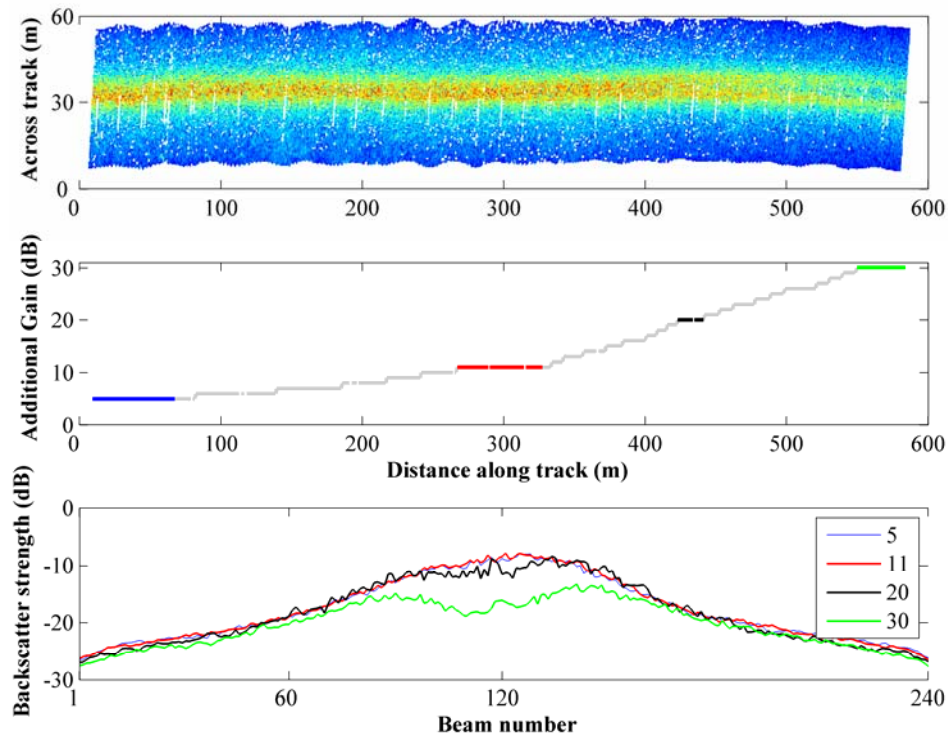 Across track (m)
60
30
0
0 100 200 300 400 500 600
Additional Gain (dB)
30
20
10
0
0 100 200 300 400 500 600
Distance along track (m)
Backscatter strength (dB)
0
-10
-20
-30
5
11
20
30
1 60 120 240
Beam number